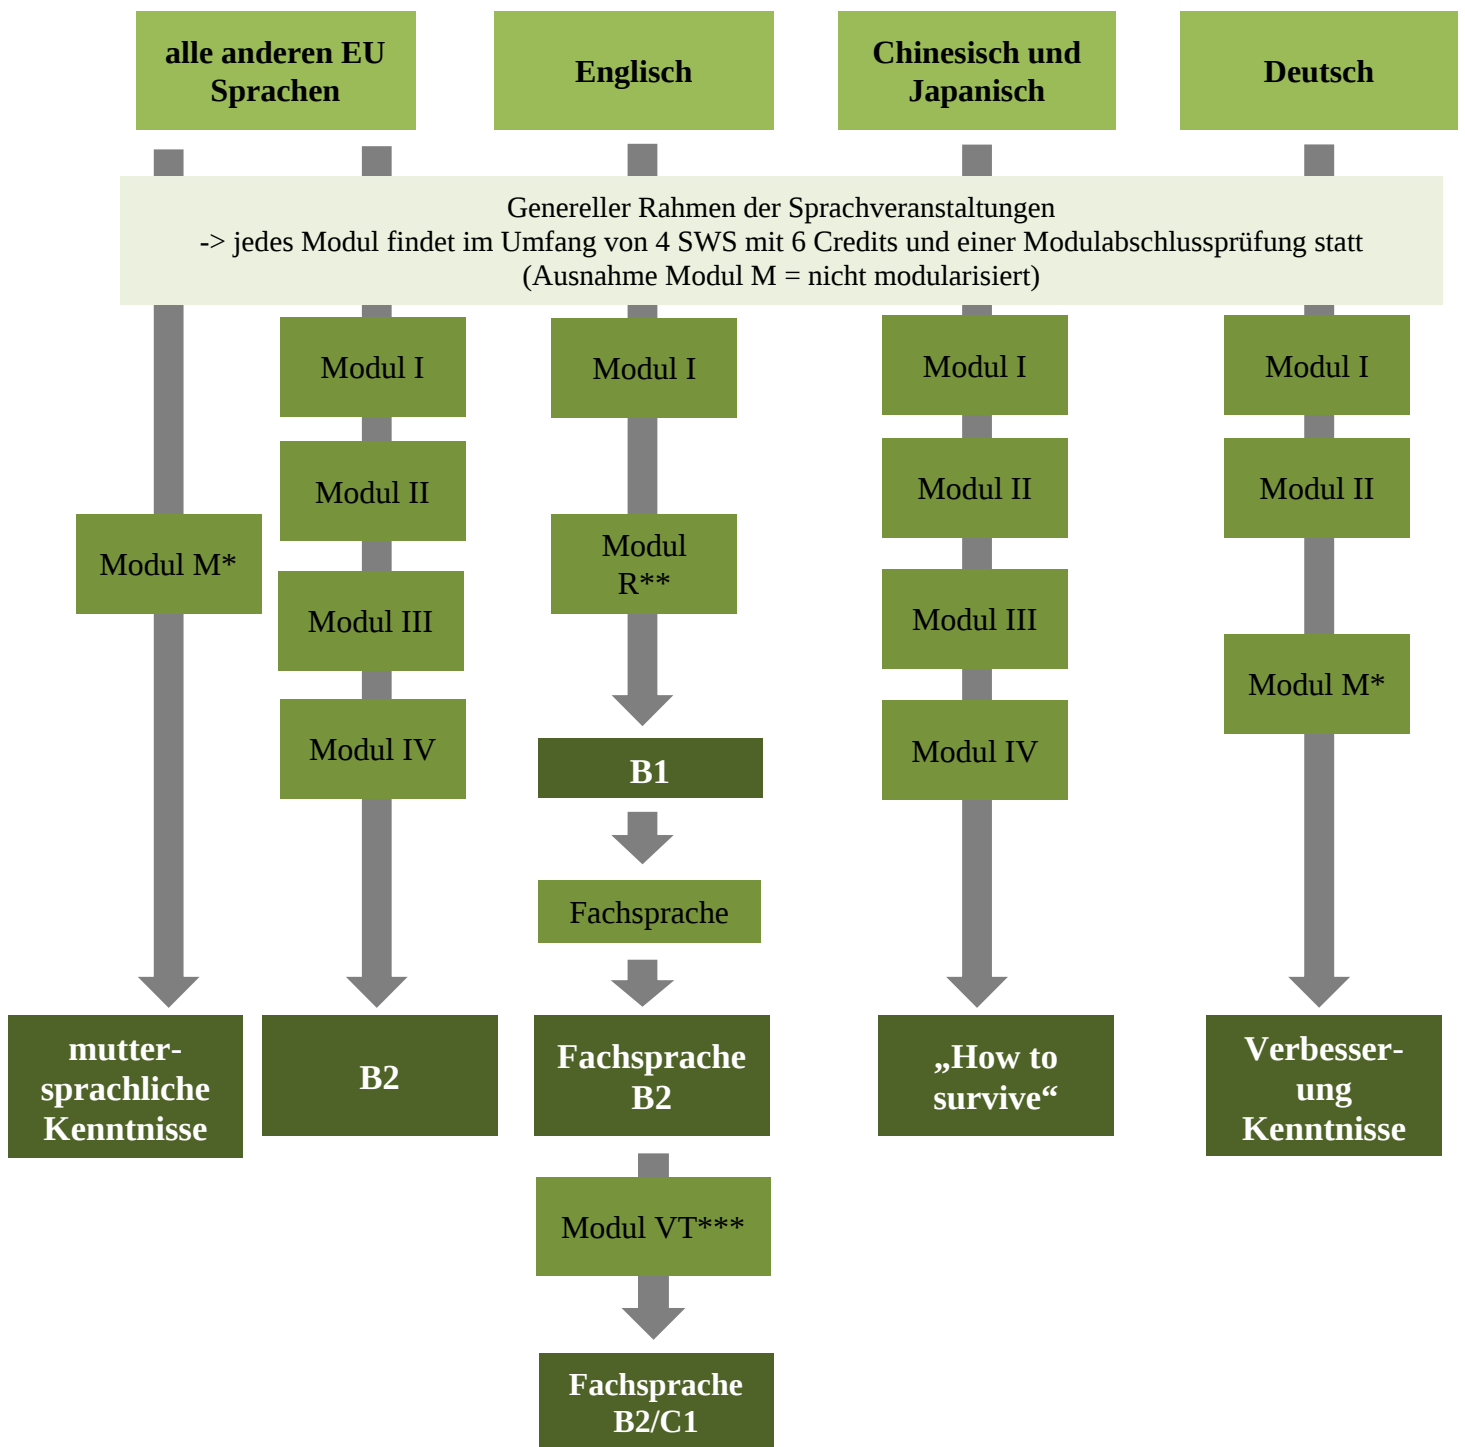 alle anderen EU
Sprachen
Englisch
Chinesisch und
Japanisch
Deutsch
Genereller Rahmen der Sprachveranstaltungen
-> jedes Modul findet im Umfang von 4 SWS mit 6 Credits und einer Modulabschlussprüfung statt
(Ausnahme Modul M = nicht modularisiert)
Modul M*
Modul I
Modul II
Modul III
Modul IV
Modul I
Modul
R**
B1
Fachsprache
Modul I
Modul II
Modul III
Modul IV
Modul I
Modul II
Modul M*
mutter-
sprachliche
Kenntnisse
B2
Fachsprache
B2
„How to
survive“
Verbesser-
ung
Kenntnisse
Modul VT***
Fachsprache
B2/C1